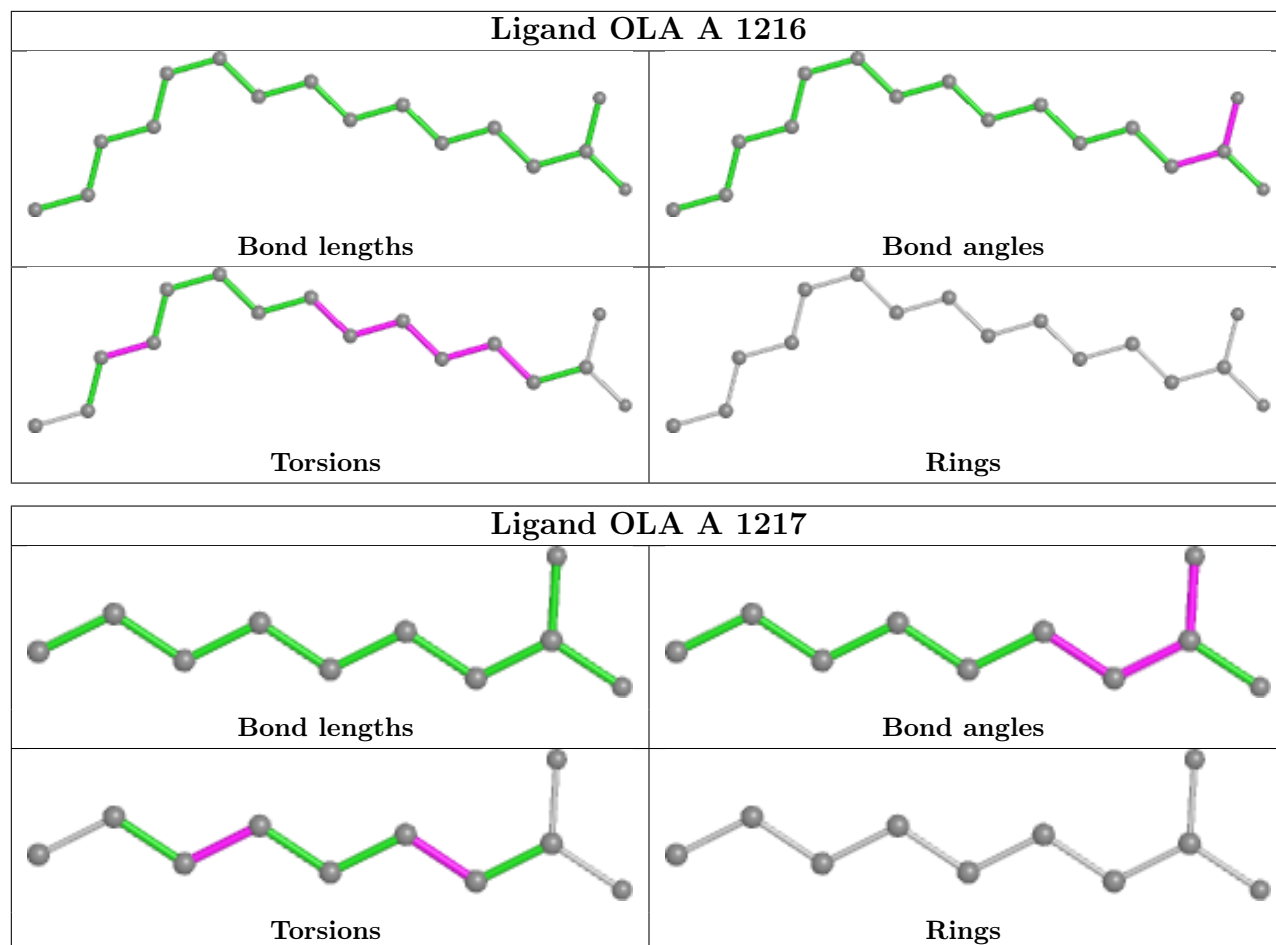 Ligand OLA A 1216
Bond lengths
Bond angles
Torsions
Rings
Ligand OLA A 1217
Bond lengths
Bond angles
Torsions
Rings